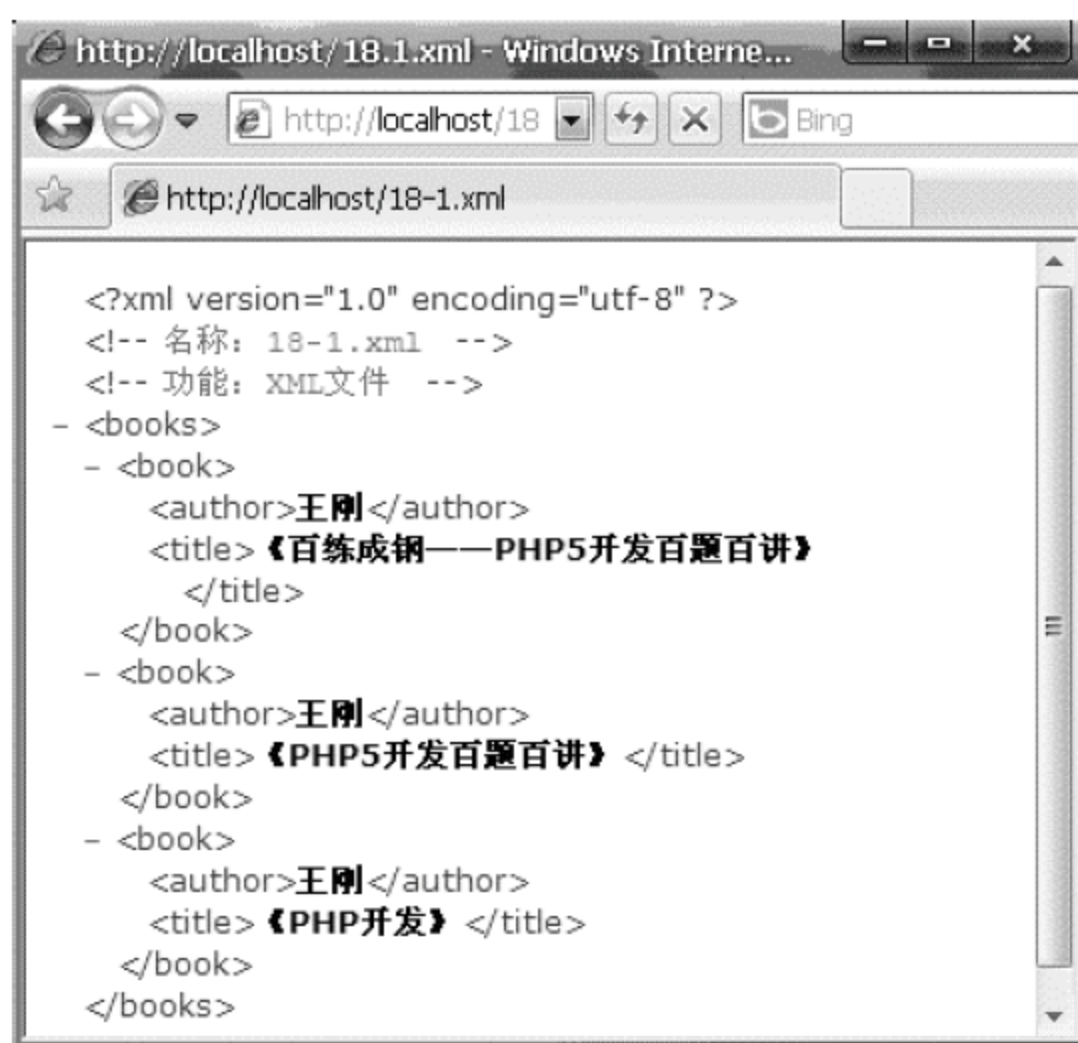 http://localhost/18.1.xml - Windows Interne...
http://localhost/18
Bing
http://localhost/18-1.xml
<?xml version="1.0" encoding="utf-8" ?>
<!-- 名称：18-1.xml -->
<!-- 功能：XML文件 -->
- <books>
- <book>
<author>王刚</author>
<title>《百练成钢——PHP5开发百题百讲》
</title>
</book>
- <book>
<author>王刚</author>
<title>《PHP5开发百题百讲》</title>
</book>
- <book>
<author>王刚</author>
<title>《PHP开发》</title>
</book>
</books>